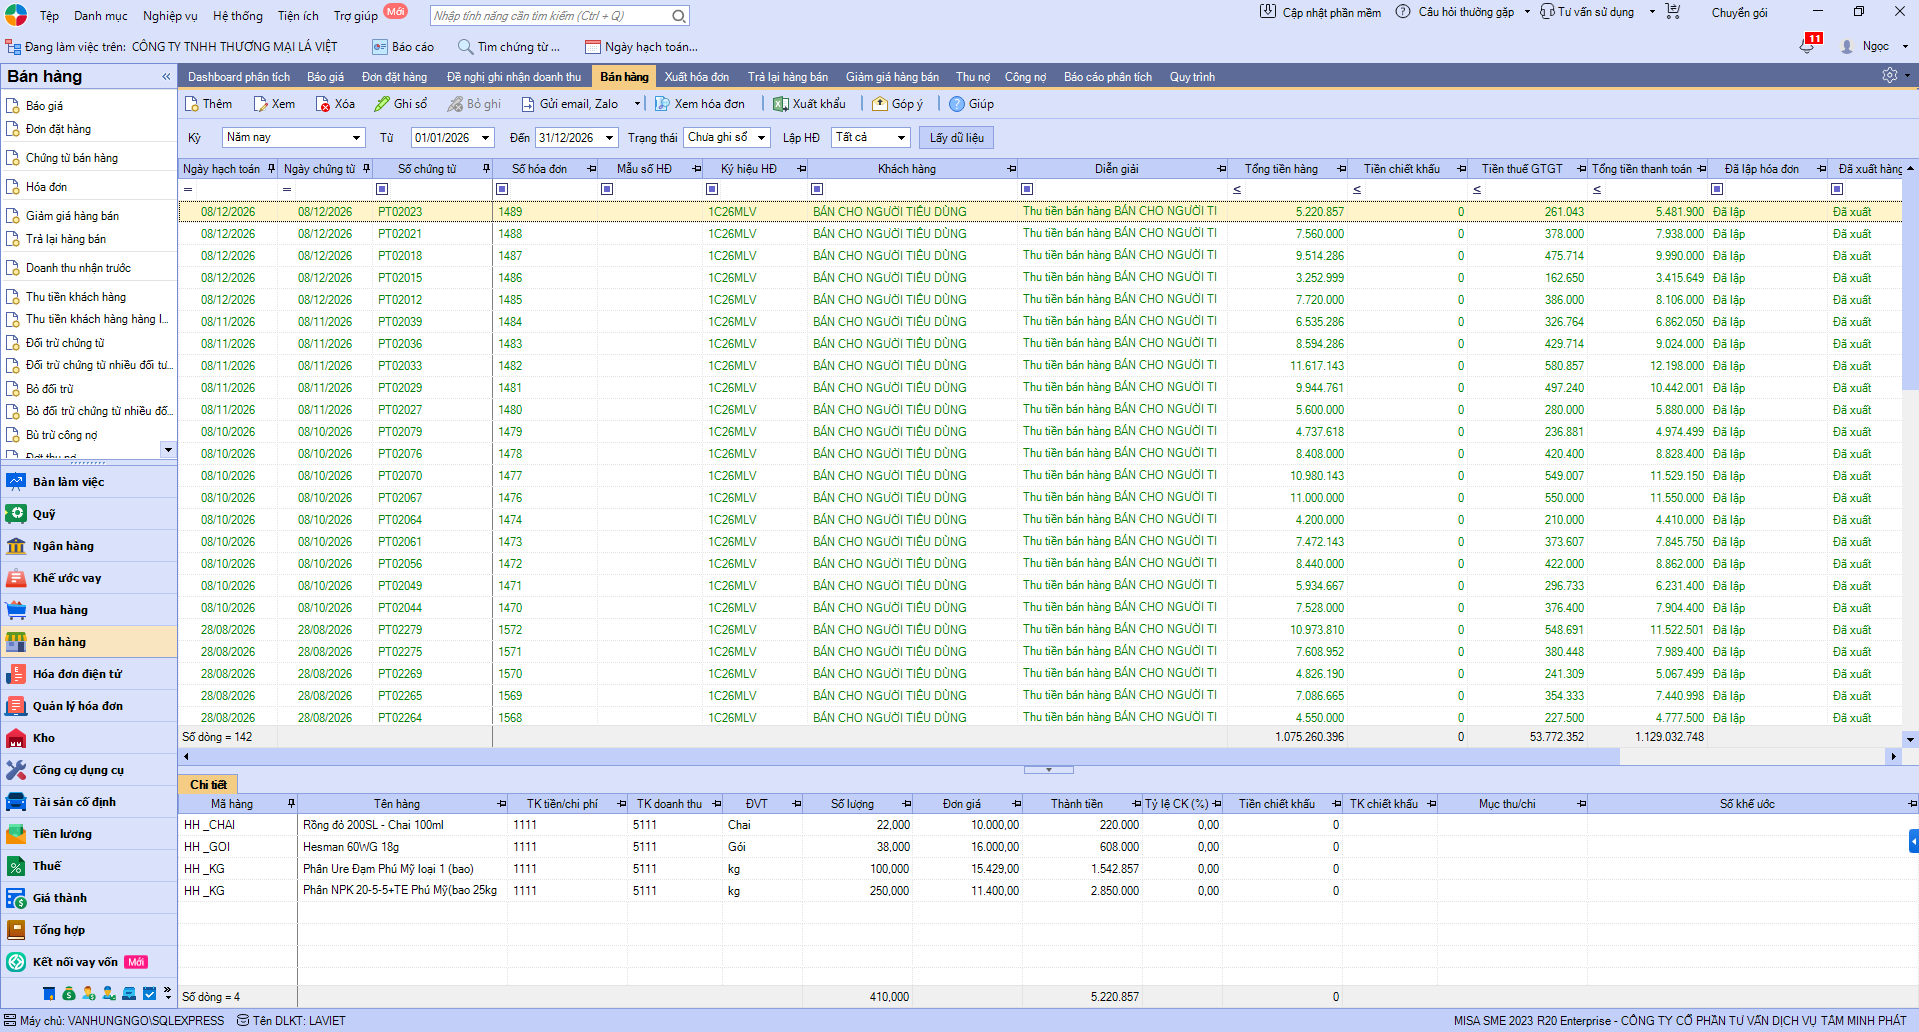 Tệp Danh mục Nghiệp vụ Hệ thống Tiện ích Trợ giúp Mới Nhập tính năng cần tìm kiếm (Ctrl + Q) Cập nhật phần mềm Câu hỏi thường gặp Tư vấn sử dụng Chuyển gói
Đang làm việc trên: CÔNG TY TNHH THƯƠNG MẠI LÁ VIỆT Báo cáo Tìm chứng từ ... Ngày hạch toán... 11 Ngọc
Bán hàng «
Dashboard phân tích Báo giá Đơn đặt hàng Đề nghị ghi nhận doanh thu Bán hàng Xuất hóa đơn Trả lại hàng bán Giảm giá hàng bán Thu nợ Công nợ Báo cáo phân tích Quy trình
Thêm Xem Xóa Ghi sổ Bỏ ghi Gửi email, Zalo Xem hóa đơn Xuất khẩu Góp ý Giúp
Kỳ Năm nay Từ 01/01/2026 Đến 31/12/2026 Trạng thái Chưa ghi sổ Lập HĐ Tất cả Lấy dữ liệu
Báo giá
Đơn đặt hàng
Chứng từ bán hàng
Hóa đơn
Giảm giá hàng bán
Trả lại hàng bán
Doanh thu nhận trước
Thu tiền khách hàng
Thu tiền khách hàng hàng l...
Đối trừ chứng từ
Đối trừ chứng từ nhiều đối tư...
Bỏ đối trừ
Bỏ đối trừ chứng từ nhiều đố...
Bù trừ công nợ
Đợt thu nợ
Bàn làm việc
Quỹ
Ngân hàng
Khế ước vay
Mua hàng
Bán hàng
Hóa đơn điện tử
Quản lý hóa đơn
Kho
Công cụ dụng cụ
Tài sản cố định
Tiền lương
Thuế
Giá thành
Tổng hợp
Kết nối vay vốn Mới
Ngày hạch toán Ngày chứng từ Số chứng từ Số hóa đơn Mẫu số HĐ Ký hiệu HĐ Khách hàng Diễn giải Tổng tiền hàng Tiền chiết khấu Tiền thuế GTGT Tổng tiền thanh toán Đã lập hóa đơn Đã xuất hàng
= = ≤ ≤ ≤ ≤
08/12/2026 08/12/2026 PT02023 1489 1C26MLV BÁN CHO NGƯỜI TIÊU DÙNG Thu tiền bán hàng BÁN CHO NGƯỜI TI 5.220.857 0 261.043 5.481.900 Đã lập Đã xuất
08/12/2026 08/12/2026 PT02021 1488 1C26MLV BÁN CHO NGƯỜI TIÊU DÙNG Thu tiền bán hàng BÁN CHO NGƯỜI TI 7.560.000 0 378.000 7.938.000 Đã lập Đã xuất
08/12/2026 08/12/2026 PT02018 1487 1C26MLV BÁN CHO NGƯỜI TIÊU DÙNG Thu tiền bán hàng BÁN CHO NGƯỜI TI 9.514.286 0 475.714 9.990.000 Đã lập Đã xuất
08/12/2026 08/12/2026 PT02015 1486 1C26MLV BÁN CHO NGƯỜI TIÊU DÙNG Thu tiền bán hàng BÁN CHO NGƯỜI TI 3.252.999 0 162.650 3.415.649 Đã lập Đã xuất
08/12/2026 08/12/2026 PT02012 1485 1C26MLV BÁN CHO NGƯỜI TIÊU DÙNG Thu tiền bán hàng BÁN CHO NGƯỜI TI 7.720.000 0 386.000 8.106.000 Đã lập Đã xuất
08/11/2026 08/11/2026 PT02039 1484 1C26MLV BÁN CHO NGƯỜI TIÊU DÙNG Thu tiền bán hàng BÁN CHO NGƯỜI TI 6.535.286 0 326.764 6.862.050 Đã lập Đã xuất
08/11/2026 08/11/2026 PT02036 1483 1C26MLV BÁN CHO NGƯỜI TIÊU DÙNG Thu tiền bán hàng BÁN CHO NGƯỜI TI 8.594.286 0 429.714 9.024.000 Đã lập Đã xuất
08/11/2026 08/11/2026 PT02033 1482 1C26MLV BÁN CHO NGƯỜI TIÊU DÙNG Thu tiền bán hàng BÁN CHO NGƯỜI TI 11.617.143 0 580.857 12.198.000 Đã lập Đã xuất
08/11/2026 08/11/2026 PT02029 1481 1C26MLV BÁN CHO NGƯỜI TIÊU DÙNG Thu tiền bán hàng BÁN CHO NGƯỜI TI 9.944.761 0 497.240 10.442.001 Đã lập Đã xuất
08/11/2026 08/11/2026 PT02027 1480 1C26MLV BÁN CHO NGƯỜI TIÊU DÙNG Thu tiền bán hàng BÁN CHO NGƯỜI TI 5.600.000 0 280.000 5.880.000 Đã lập Đã xuất
08/10/2026 08/10/2026 PT02079 1479 1C26MLV BÁN CHO NGƯỜI TIÊU DÙNG Thu tiền bán hàng BÁN CHO NGƯỜI TI 4.737.618 0 236.881 4.974.499 Đã lập Đã xuất
08/10/2026 08/10/2026 PT02076 1478 1C26MLV BÁN CHO NGƯỜI TIÊU DÙNG Thu tiền bán hàng BÁN CHO NGƯỜI TI 8.408.000 0 420.400 8.828.400 Đã lập Đã xuất
08/10/2026 08/10/2026 PT02070 1477 1C26MLV BÁN CHO NGƯỜI TIÊU DÙNG Thu tiền bán hàng BÁN CHO NGƯỜI TI 10.980.143 0 549.007 11.529.150 Đã lập Đã xuất
08/10/2026 08/10/2026 PT02067 1476 1C26MLV BÁN CHO NGƯỜI TIÊU DÙNG Thu tiền bán hàng BÁN CHO NGƯỜI TI 11.000.000 0 550.000 11.550.000 Đã lập Đã xuất
08/10/2026 08/10/2026 PT02064 1474 1C26MLV BÁN CHO NGƯỜI TIÊU DÙNG Thu tiền bán hàng BÁN CHO NGƯỜI TI 4.200.000 0 210.000 4.410.000 Đã lập Đã xuất
08/10/2026 08/10/2026 PT02061 1473 1C26MLV BÁN CHO NGƯỜI TIÊU DÙNG Thu tiền bán hàng BÁN CHO NGƯỜI TI 7.472.143 0 373.607 7.845.750 Đã lập Đã xuất
08/10/2026 08/10/2026 PT02056 1472 1C26MLV BÁN CHO NGƯỜI TIÊU DÙNG Thu tiền bán hàng BÁN CHO NGƯỜI TI 8.440.000 0 422.000 8.862.000 Đã lập Đã xuất
08/10/2026 08/10/2026 PT02049 1471 1C26MLV BÁN CHO NGƯỜI TIÊU DÙNG Thu tiền bán hàng BÁN CHO NGƯỜI TI 5.934.667 0 296.733 6.231.400 Đã lập Đã xuất
08/10/2026 08/10/2026 PT02044 1470 1C26MLV BÁN CHO NGƯỜI TIÊU DÙNG Thu tiền bán hàng BÁN CHO NGƯỜI TI 7.528.000 0 376.400 7.904.400 Đã lập Đã xuất
28/08/2026 28/08/2026 PT02279 1572 1C26MLV BÁN CHO NGƯỜI TIÊU DÙNG Thu tiền bán hàng BÁN CHO NGƯỜI TI 10.973.810 0 548.691 11.522.501 Đã lập Đã xuất
28/08/2026 28/08/2026 PT02275 1571 1C26MLV BÁN CHO NGƯỜI TIÊU DÙNG Thu tiền bán hàng BÁN CHO NGƯỜI TI 7.608.952 0 380.448 7.989.400 Đã lập Đã xuất
28/08/2026 28/08/2026 PT02269 1570 1C26MLV BÁN CHO NGƯỜI TIÊU DÙNG Thu tiền bán hàng BÁN CHO NGƯỜI TI 4.826.190 0 241.309 5.067.499 Đã lập Đã xuất
28/08/2026 28/08/2026 PT02265 1569 1C26MLV BÁN CHO NGƯỜI TIÊU DÙNG Thu tiền bán hàng BÁN CHO NGƯỜI TI 7.086.665 0 354.333 7.440.998 Đã lập Đã xuất
28/08/2026 28/08/2026 PT02264 1568 1C26MLV BÁN CHO NGƯỜI TIÊU DÙNG Thu tiền bán hàng BÁN CHO NGƯỜI TI 4.550.000 0 227.500 4.777.500 Đã lập Đã xuất
Số dòng = 142 1.075.260.396 0 53.772.352 1.129.032.748
Chi tiết
Mã hàng Tên hàng TK tiền/chi phí TK doanh thu ĐVT Số lượng Đơn giá Thành tiền Tỷ lệ CK (%) Tiền chiết khấu TK chiết khấu Mục thu/chi Số khế ước
HH _CHAI Rồng đỏ 200SL - Chai 100ml 1111 5111 Chai 22,000 10.000,00 220.000 0,00 0
HH _GOI Hesman 60WG 18g 1111 5111 Gói 38,000 16.000,00 608.000 0,00 0
HH _KG Phân Ure Đạm Phú Mỹ loại 1 (bao) 1111 5111 kg 100,000 15.429,00 1.542.857 0,00 0
HH _KG Phân NPK 20-5-5+TE Phú Mỹ(bao 25kg 1111 5111 kg 250,000 11.400,00 2.850.000 0,00 0
Số dòng = 4 410,000 5.220.857 0
Máy chủ: VANHUNGNGO\SQLEXPRESS Tên DLKT: LAVIET MISA SME 2023 R20 Enterprise - CÔNG TY CỔ PHẦN TƯ VẤN DỊCH VỤ TÂM MINH PHÁT